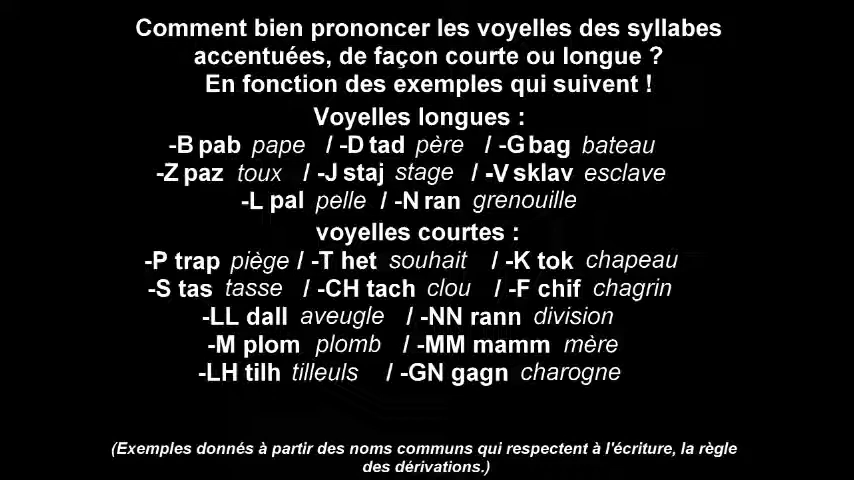 Comment bien prononcer les voyelles des syllabes
accentuées, de façon courte ou longue ?
En fonction des exemples qui suivent !
Voyelles longues :
-B pab pape / -D tad père / -G bag bateau
-Z paz toux / -J staj stage / -V sklav esclave
-L pal pelle / -N ran grenouille
voyelles courtes :
-P trap piège / -T het souhait / -K tok chapeau
-S tas tasse / -CH tach clou / -F chif chagrin
-LL dall aveugle / -NN rann division
-M plom plomb / -MM mamm mère
-LH tilh tilleuls / -GN gagn charogne
(Exemples donnés à partir des noms communs qui respectent à l'écriture, la règle
des dérivations.)